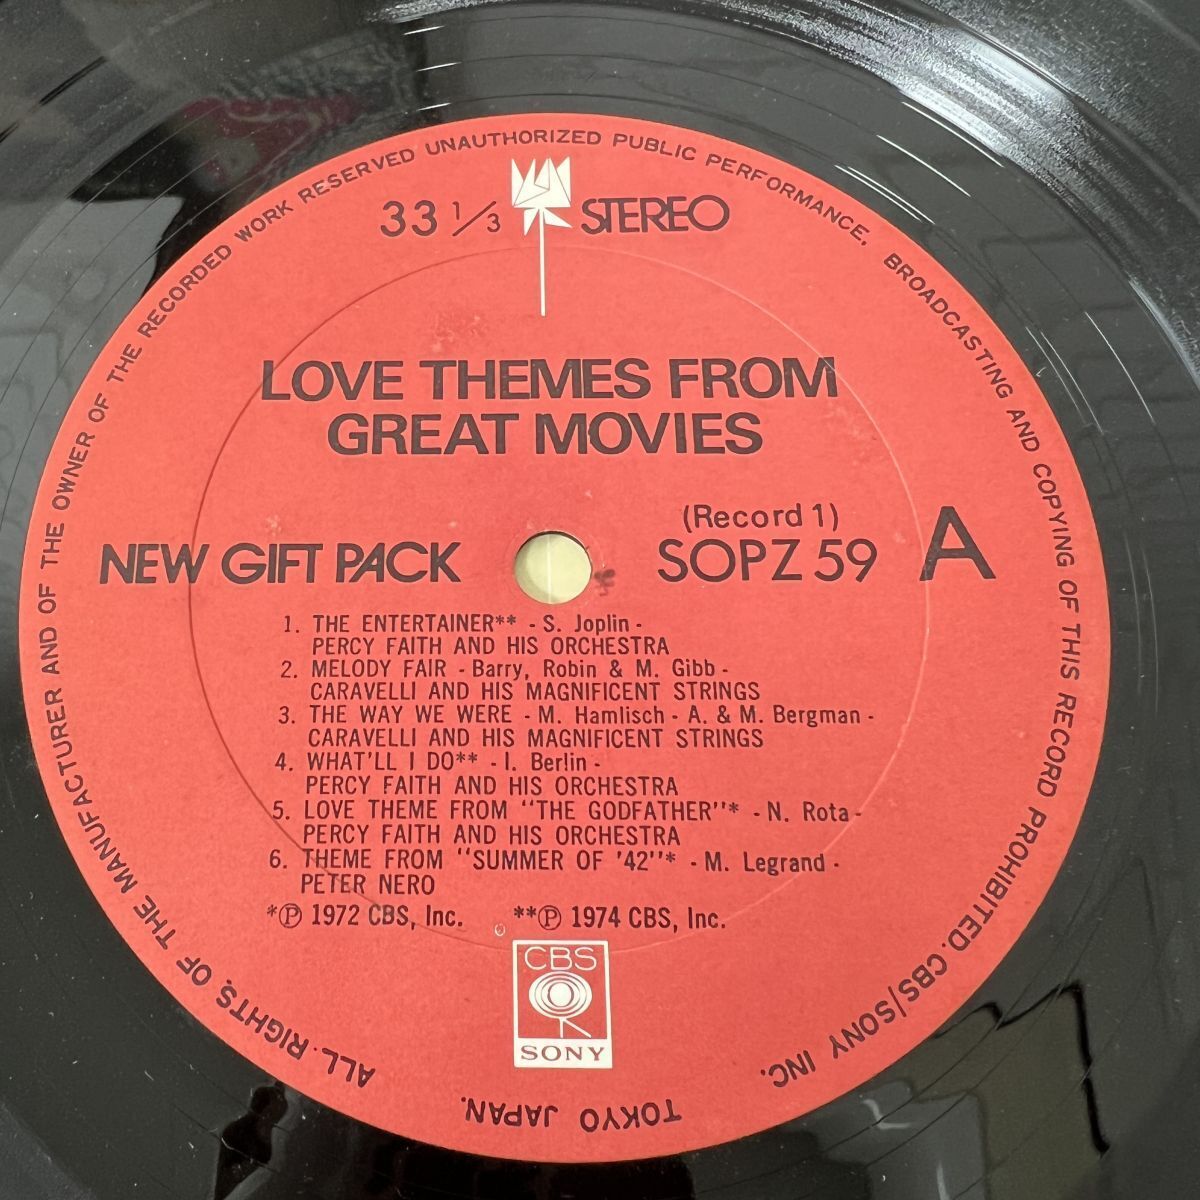 ALL RIGHTS OF THE MANUFACTURER AND OF THE OWNER OF THE RECORDED WORK RESERVED UNAUTHORIZED PUBLIC PERFORMANCE, BROADCASTING AND COPYING OF THIS RECORD PROHIBITED. CBS/SONY INC.
TOKYO JAPAN.
33 1/3 STEREO
LOVE THEMES FROM
GREAT MOVIES
(Record 1)
NEW GIFT PACK SOPZ 59 A
1. THE ENTERTAINER** - S. Joplin -
PERCY FAITH AND HIS ORCHESTRA
2. MELODY FAIR - Barry, Robin & M. Gibb -
CARAVELLI AND HIS MAGNIFICENT STRINGS
3. THE WAY WE WERE - M. Hamlisch - A. & M. Bergman -
CARAVELLI AND HIS MAGNIFICENT STRINGS
4. WHAT'LL I DO** - I. Berlin -
PERCY FAITH AND HIS ORCHESTRA
5. LOVE THEME FROM "THE GODFATHER"* - N. Rota -
PERCY FAITH AND HIS ORCHESTRA
6. THEME FROM "SUMMER OF '42"* - M. Legrand -
PETER NERO
*℗ 1972 CBS, Inc. **℗ 1974 CBS, Inc.
CBS
SONY